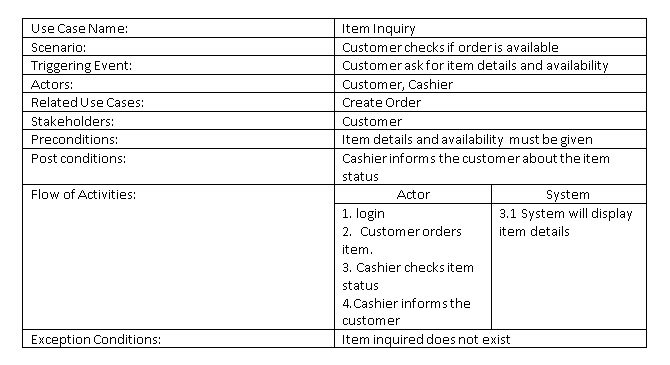 Use Case Name: Item Inquiry
Scenario: Customer checks if order is available
Triggering Event: Customer ask for item details and availability
Actors: Customer, Cashier
Related Use Cases: Create Order
Stakeholders: Customer
Preconditions: Item details and availability must be given
Post conditions: Cashier informs the customer about the item
status
Flow of Activities: Actor System
1. login 3.1 System will display
2. Customer orders item details
item.
3. Cashier checks item
status
4.Cashier informs the
customer
Exception Conditions: Item inquired does not exist